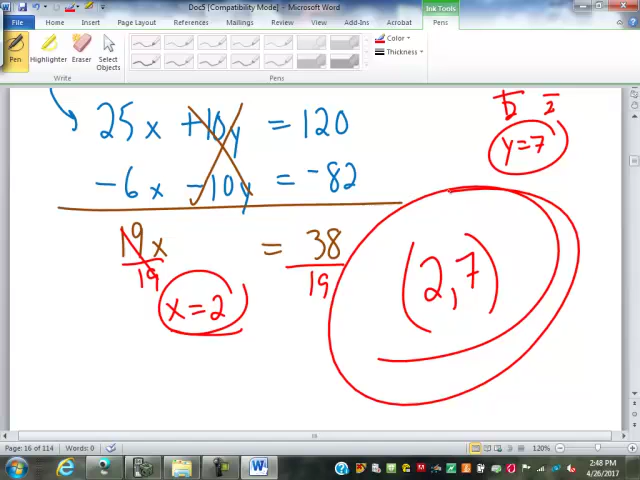 Doc5 [Compatibility Mode] - Microsoft Word
Ink Tools
File
Home
Insert
Page Layout
References
Mailings
Review
View
Add-Ins
Acrobat
Pens
Pen
Highlighter
Eraser
Select Objects
Color
Thickness
Write
Pens
25x +10y = 120
-6x -10y = -82
19x = 38
19 19
x = 2
2 2
y = 7
(2, 7)
Page: 16 of 114
Words: 0
120%
2:48 PM
4/26/2017